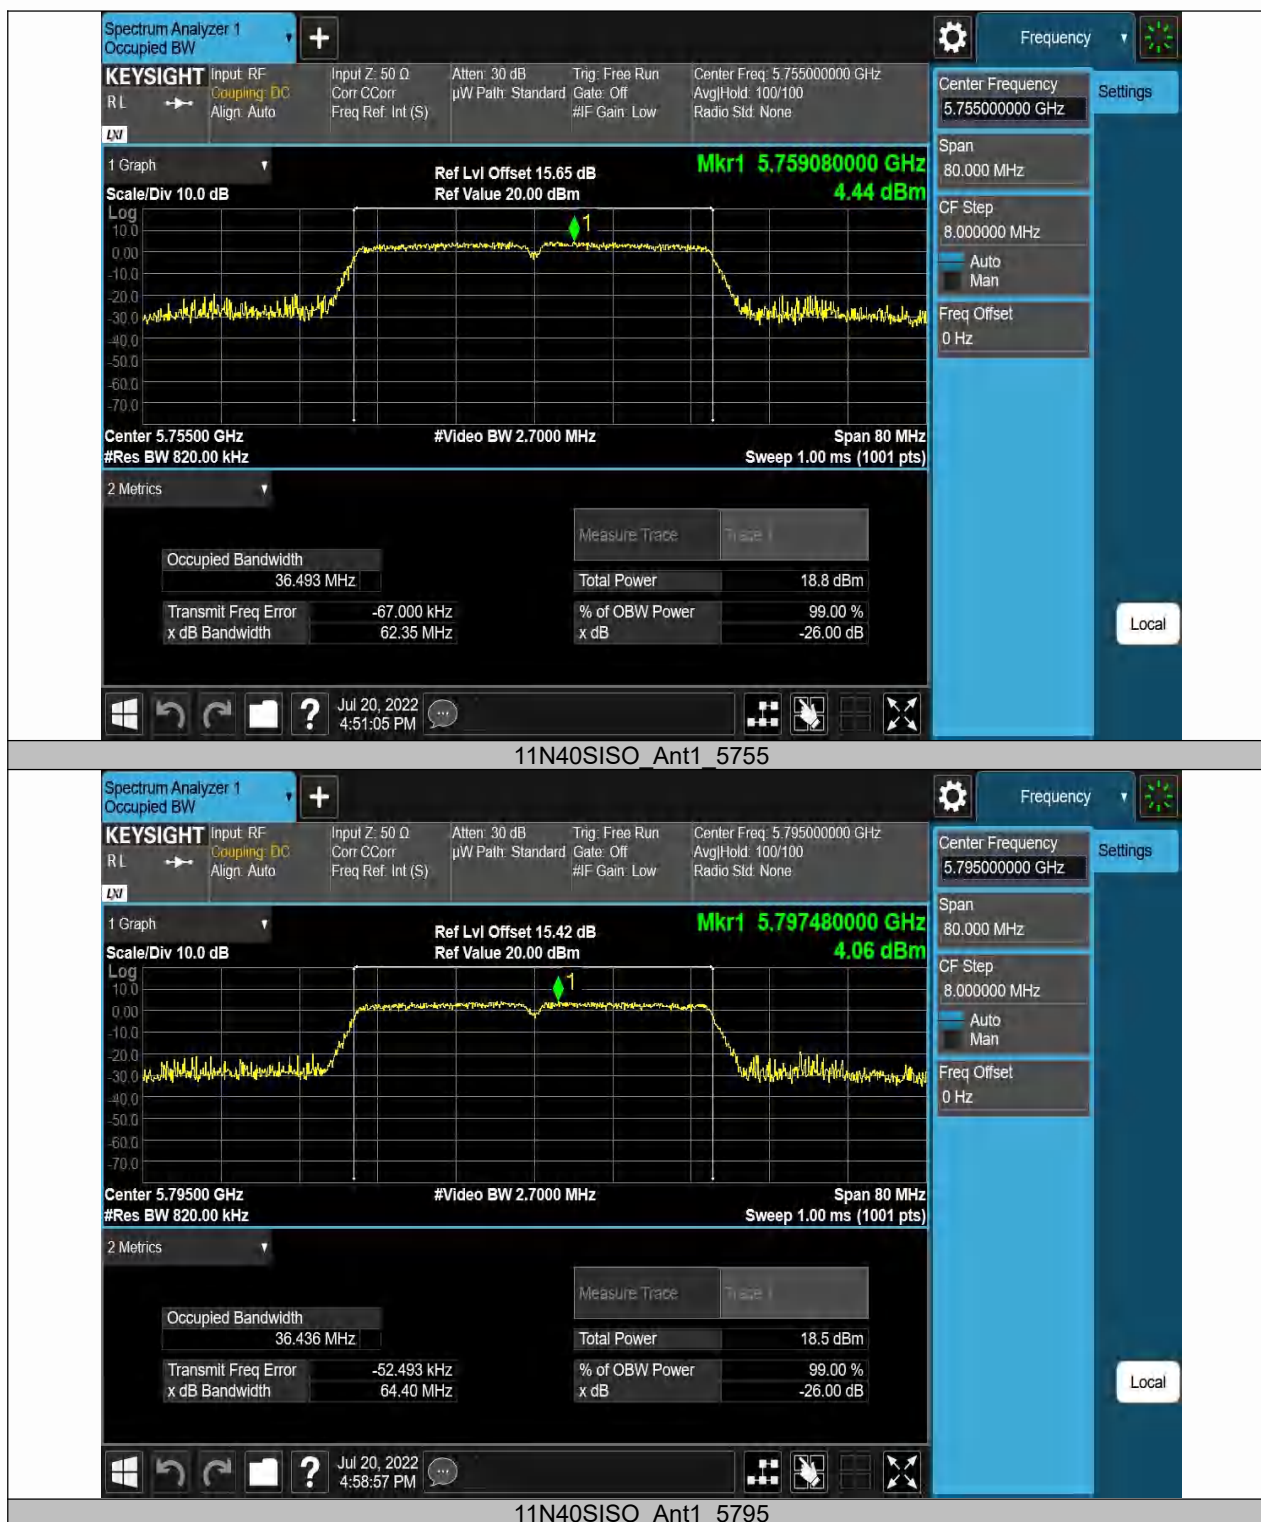 Spectrum Analyzer 1
Occupied BW
Frequency
KEYSIGHT
Input: RF
Coupling: DC
Align: Auto
Input Z: 50 Ω
Corr CCorr
Freq Ref: Int (S)
Atten: 30 dB
µW Path: Standard
Trig: Free Run
Gate: Off
#IF Gain: Low
Center Freq: 5.755000000 GHz
Avg|Hold: 100/100
Radio Std: None
R L
LXI
Center Frequency
5.755000000 GHz
Settings
Span
80.000 MHz
CF Step
8.000000 MHz
Auto
Man
Freq Offset
0 Hz
Local
1 Graph
Scale/Div 10.0 dB
Ref Lvl Offset 15.65 dB
Ref Value 20.00 dBm
Mkr1 5.759080000 GHz
4.44 dBm
Log
10.0
0.00
-10.0
-20.0
-30.0
-40.0
-50.0
-60.0
-70.0
1
Center 5.75500 GHz
#Video BW 2.7000 MHz
Span 80 MHz
#Res BW 820.00 kHz
Sweep 1.00 ms (1001 pts)
2 Metrics
Measure Trace
Trace 1
Occupied Bandwidth
36.493 MHz
Total Power 18.8 dBm
Transmit Freq Error -67.000 kHz
% of OBW Power 99.00 %
x dB Bandwidth 62.35 MHz
x dB -26.00 dB
Jul 20, 2022
4:51:05 PM
11N40SISO_Ant1_5755
Spectrum Analyzer 1
Occupied BW
Frequency
KEYSIGHT
Input: RF
Coupling: DC
Align: Auto
Input Z: 50 Ω
Corr CCorr
Freq Ref: Int (S)
Atten: 30 dB
µW Path: Standard
Trig: Free Run
Gate: Off
#IF Gain: Low
Center Freq: 5.795000000 GHz
Avg|Hold: 100/100
Radio Std: None
R L
LXI
Center Frequency
5.795000000 GHz
Settings
Span
80.000 MHz
CF Step
8.000000 MHz
Auto
Man
Freq Offset
0 Hz
Local
1 Graph
Scale/Div 10.0 dB
Ref Lvl Offset 15.42 dB
Ref Value 20.00 dBm
Mkr1 5.797480000 GHz
4.06 dBm
Log
10.0
0.00
-10.0
-20.0
-30.0
-40.0
-50.0
-60.0
-70.0
1
Center 5.79500 GHz
#Video BW 2.7000 MHz
Span 80 MHz
#Res BW 820.00 kHz
Sweep 1.00 ms (1001 pts)
2 Metrics
Measure Trace
Trace 1
Occupied Bandwidth
36.436 MHz
Total Power 18.5 dBm
Transmit Freq Error -52.493 kHz
% of OBW Power 99.00 %
x dB Bandwidth 64.40 MHz
x dB -26.00 dB
Jul 20, 2022
4:58:57 PM
11N40SISO_Ant1_5795